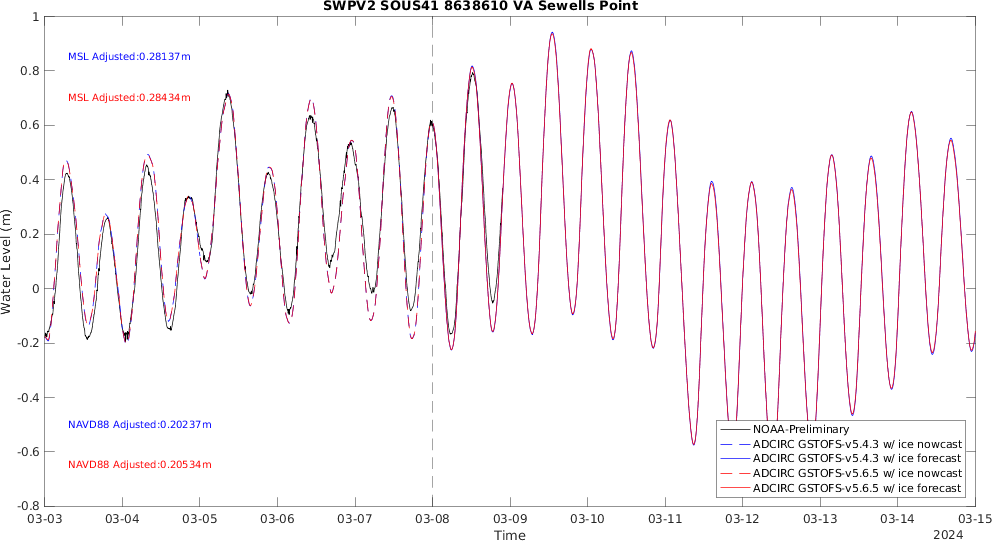 SWPV2 SOUS41 8638610 VA Sewells Point
1
0.8
0.6
0.4
0.2
0
-0.2
-0.4
-0.6
-0.8
Water Level (m)
MSL Adjusted:0.28137m
MSL Adjusted:0.28434m
NAVD88 Adjusted:0.20237m
NAVD88 Adjusted:0.20534m
NOAA-Preliminary
ADCIRC GSTOFS-v5.4.3 w/ ice nowcast
ADCIRC GSTOFS-v5.4.3 w/ ice forecast
ADCIRC GSTOFS-v5.6.5 w/ ice nowcast
ADCIRC GSTOFS-v5.6.5 w/ ice forecast
03-03 03-04 03-05 03-06 03-07 03-08 03-09 03-10 03-11 03-12 03-13 03-14 03-15
Time
2024